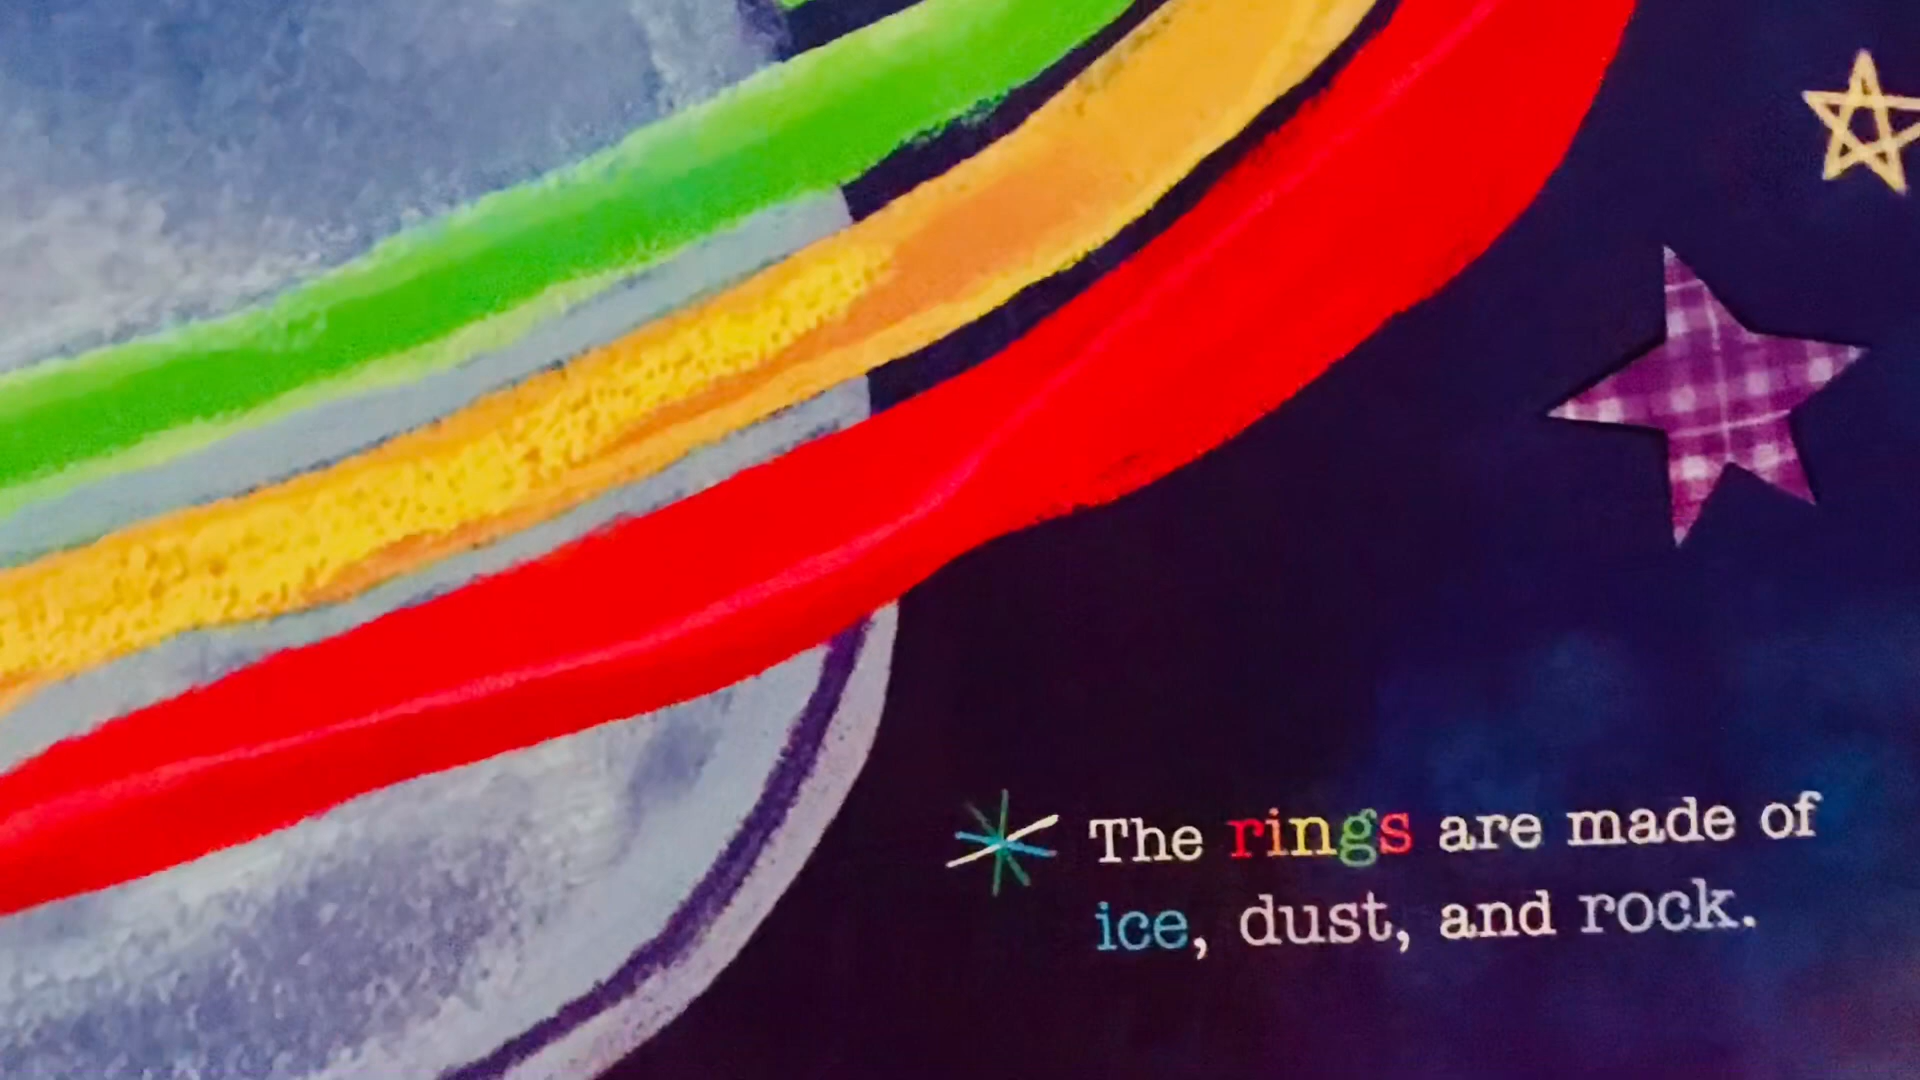 The rings are made of
ice, dust, and rock.